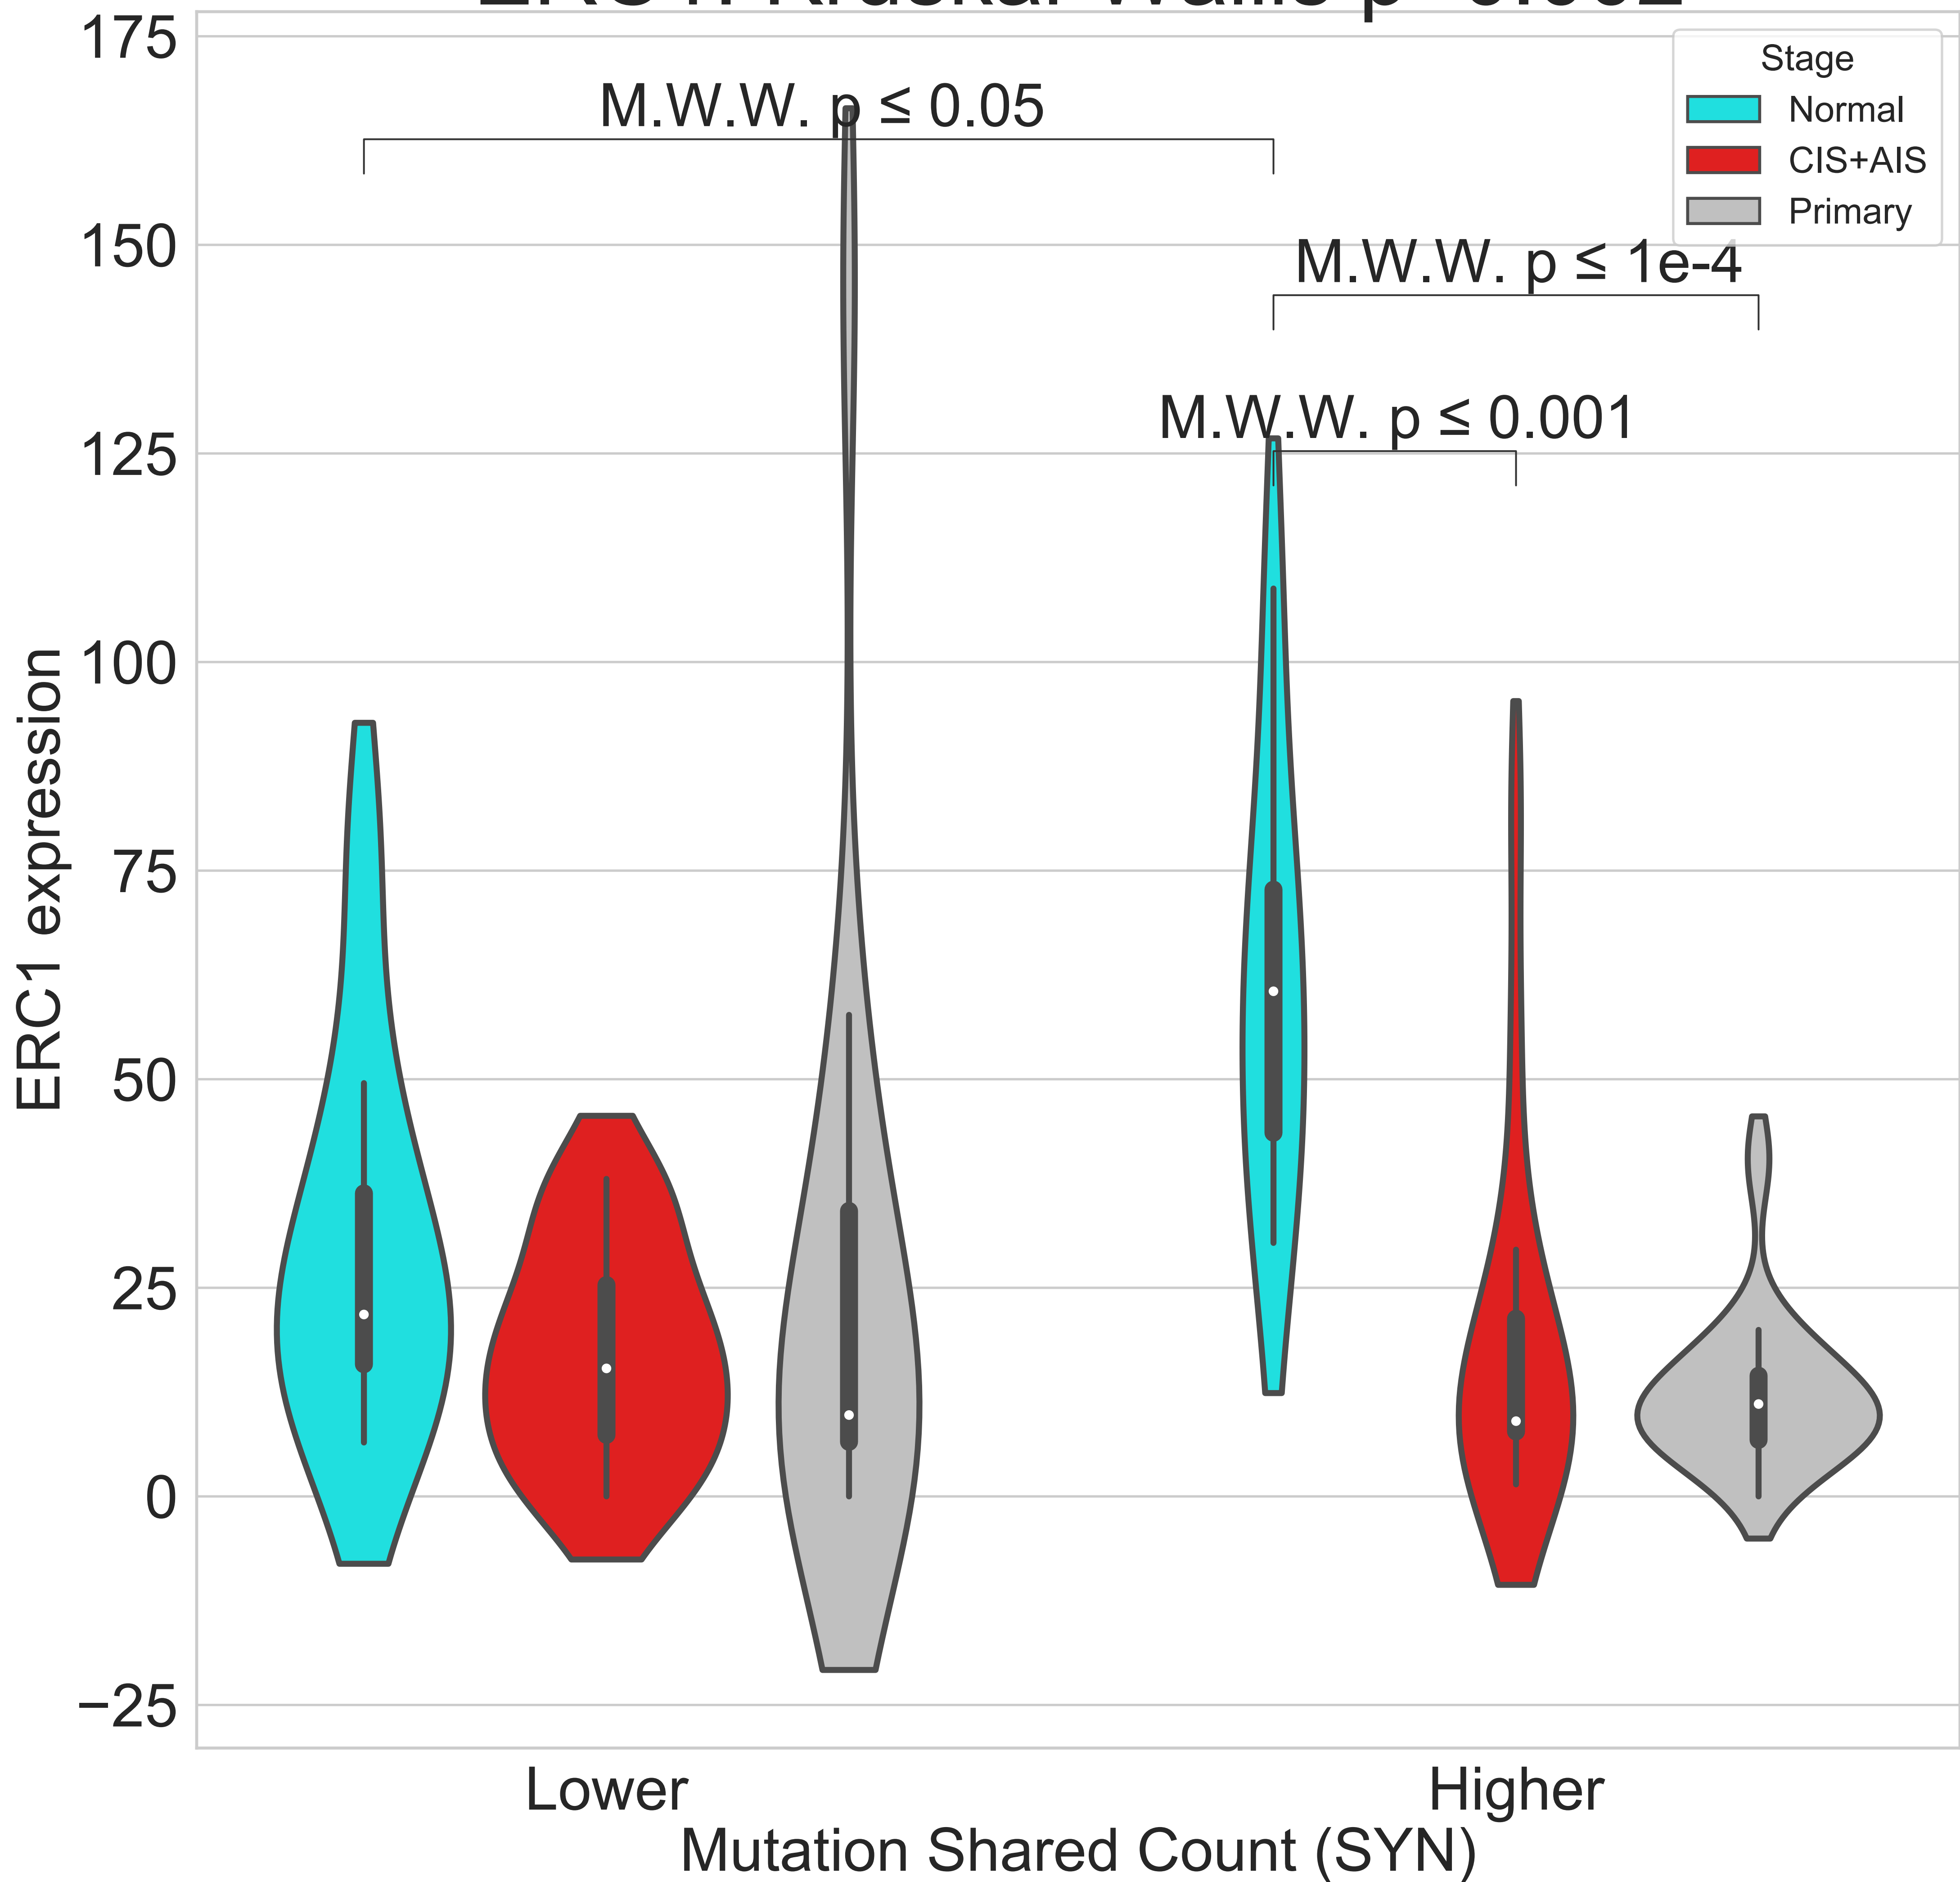 175
150
125
100
75
50
25
0
−25
ERC1 expression
M.W.W. p ≤ 0.05
M.W.W. p ≤ 1e-4
M.W.W. p ≤ 0.001
Stage
Normal
CIS+AIS
Primary
Lower
Higher
Mutation Shared Count (SYN)